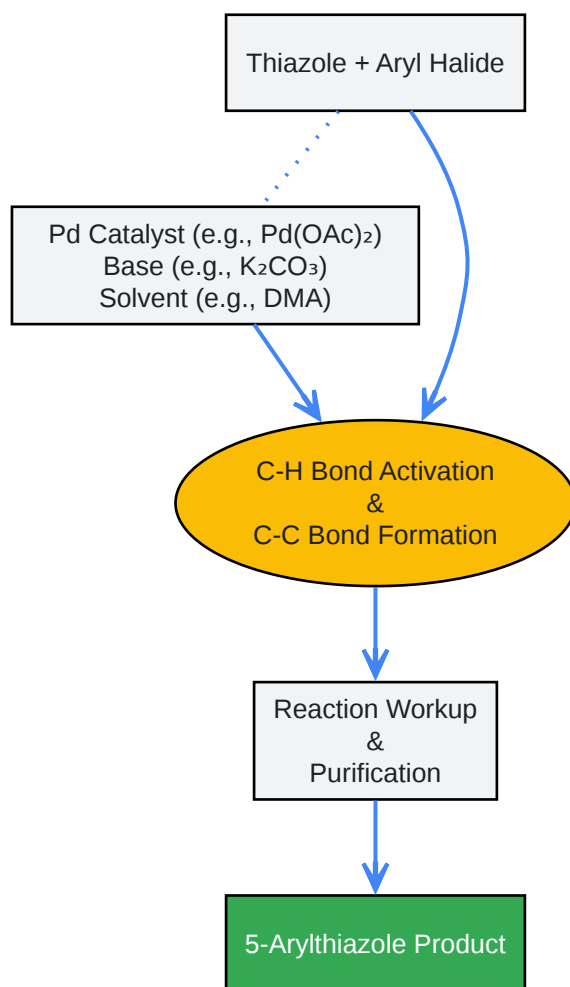 Thiazole + Aryl Halide
Pd Catalyst (e.g., Pd(OAc)₂)
Base (e.g., K₂CO₃)
Solvent (e.g., DMA)
C-H Bond Activation
&
C-C Bond Formation
Reaction Workup
&
Purification
5-Arylthiazole Product